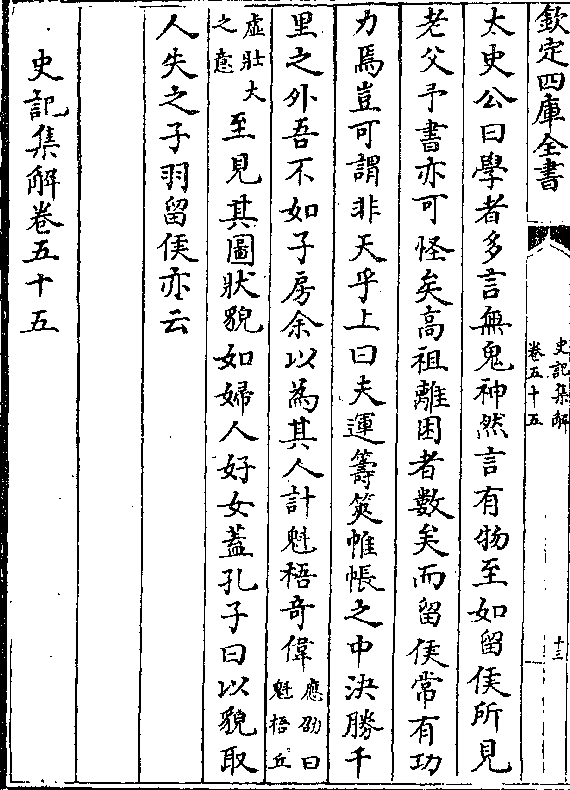 欽定四庫全書
史記集解
卷五十五
十三
太史公曰學者多言無鬼神然言有物至如留侯所見
老父予書亦可怪矣高祖離困者數矣而留侯常有功
力焉豈可謂非天乎上曰夫運籌筴帷帳之中決勝千
里之外吾不如子房余以為其人計魁梧奇偉應劭曰魁梧丘
虛壯大之意至見其圖狀貌如婦人好女蓋孔子曰以貌取
人失之子羽留侯亦云
史記集解卷五十五